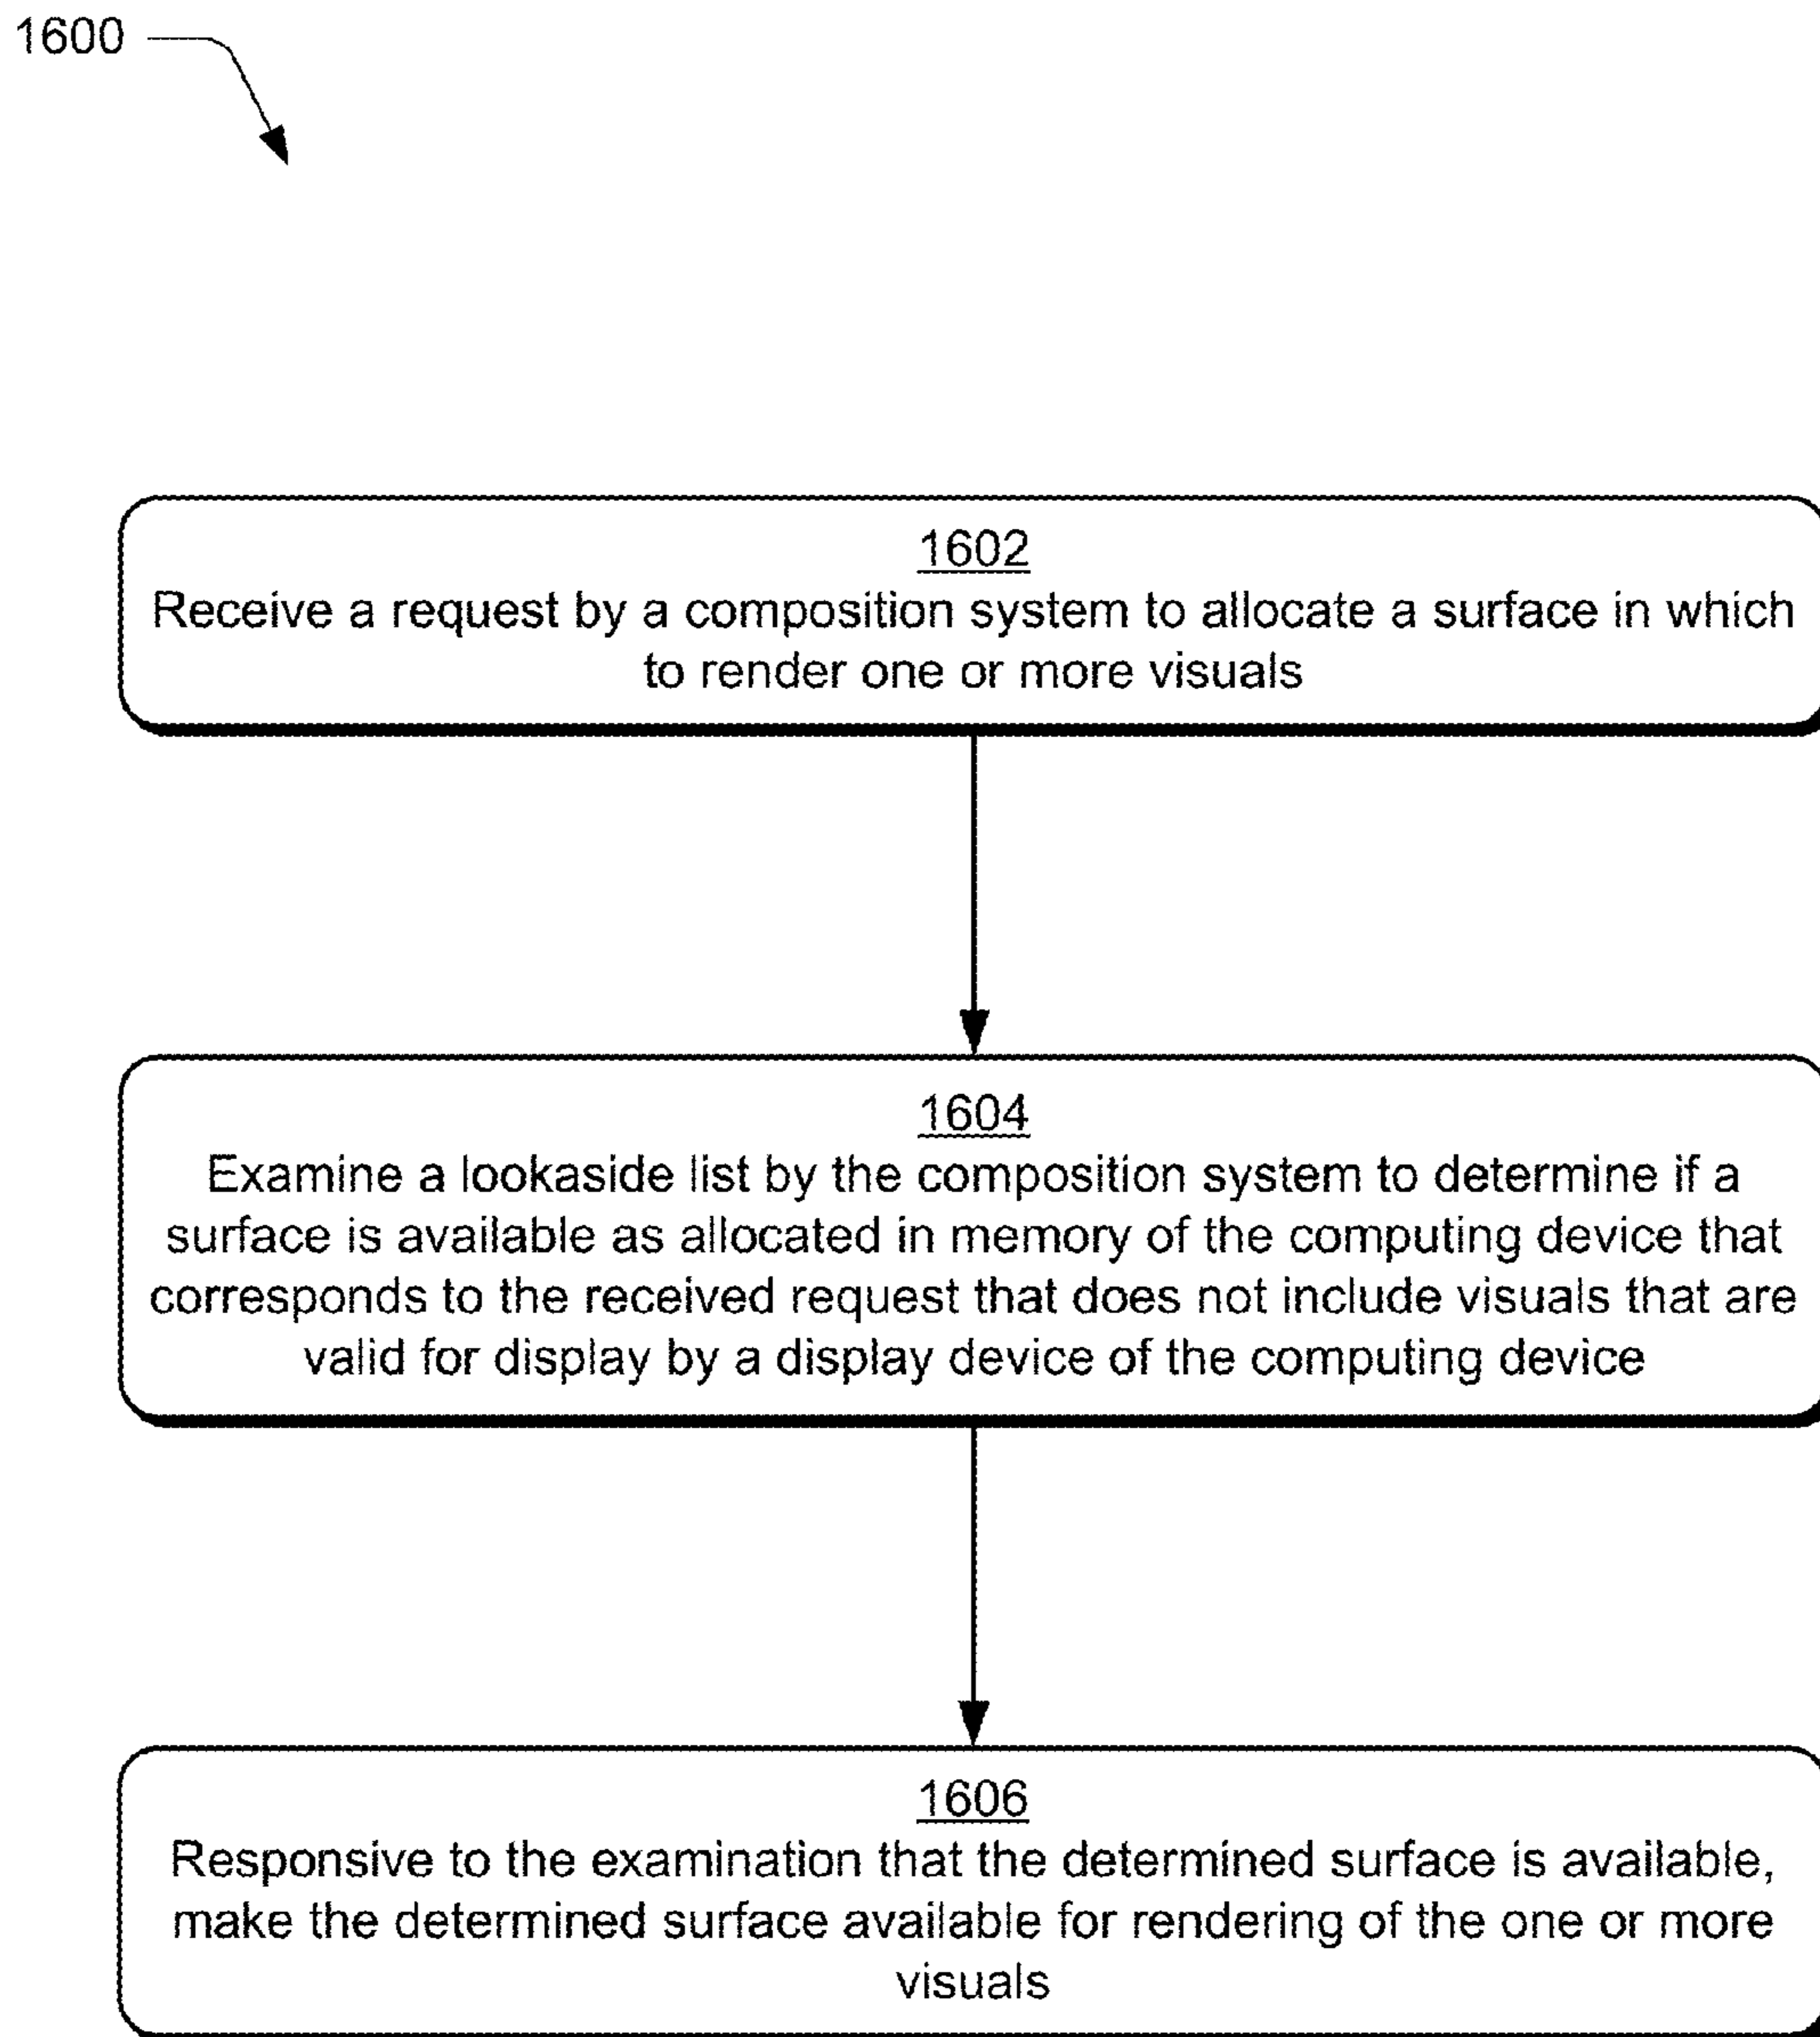 1600
1602
Receive a request by a composition system to allocate a surface in which
to render one or more visuals
1604
Examine a lookaside list by the composition system to determine if a
surface is available as allocated in memory of the computing device that
corresponds to the received request that does not include visuals that are
valid for display by a display device of the computing device
1606
Responsive to the examination that the determined surface is available,
make the determined surface available for rendering of the one or more
visuals